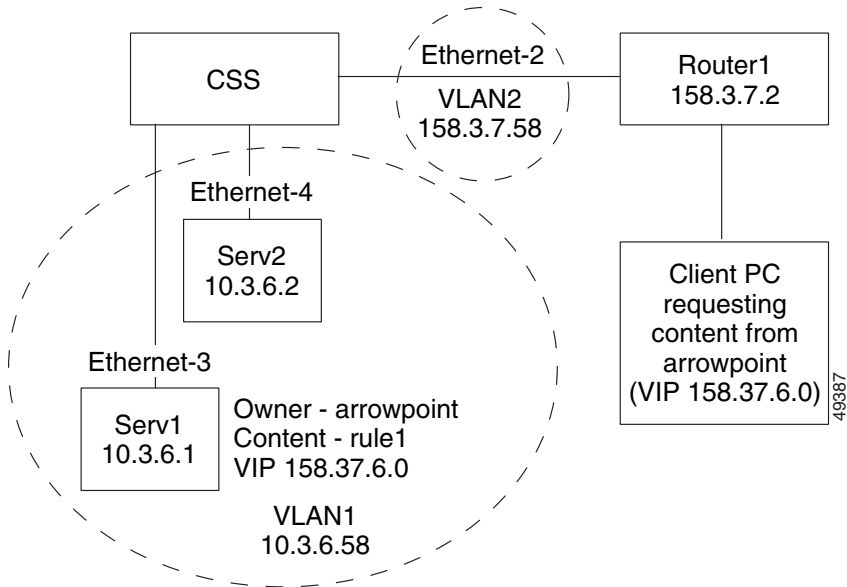 CSS
Ethernet-2
VLAN2
158.3.7.58
Router1
158.3.7.2
Ethernet-4
Serv2
10.3.6.2
Ethernet-3
Serv1
10.3.6.1
Owner - arrowpoint
Content - rule1
VIP 158.37.6.0
VLAN1
10.3.6.58
Client PC
requesting
content from
arrowpoint
(VIP 158.37.6.0)
49387